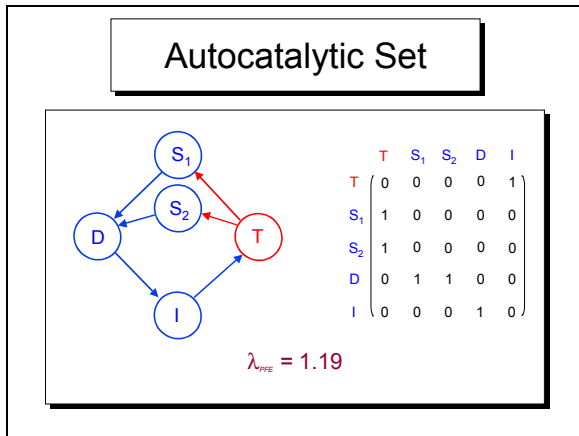 Autocatalytic Set
S₁
S₂
D
T
I
T S₁ S₂ D I
T 0 0 0 0 1
S₁ 1 0 0 0 0
S₂ 1 0 0 0 0
D 0 1 1 0 0
I 0 0 0 1 0
λPFE = 1.19